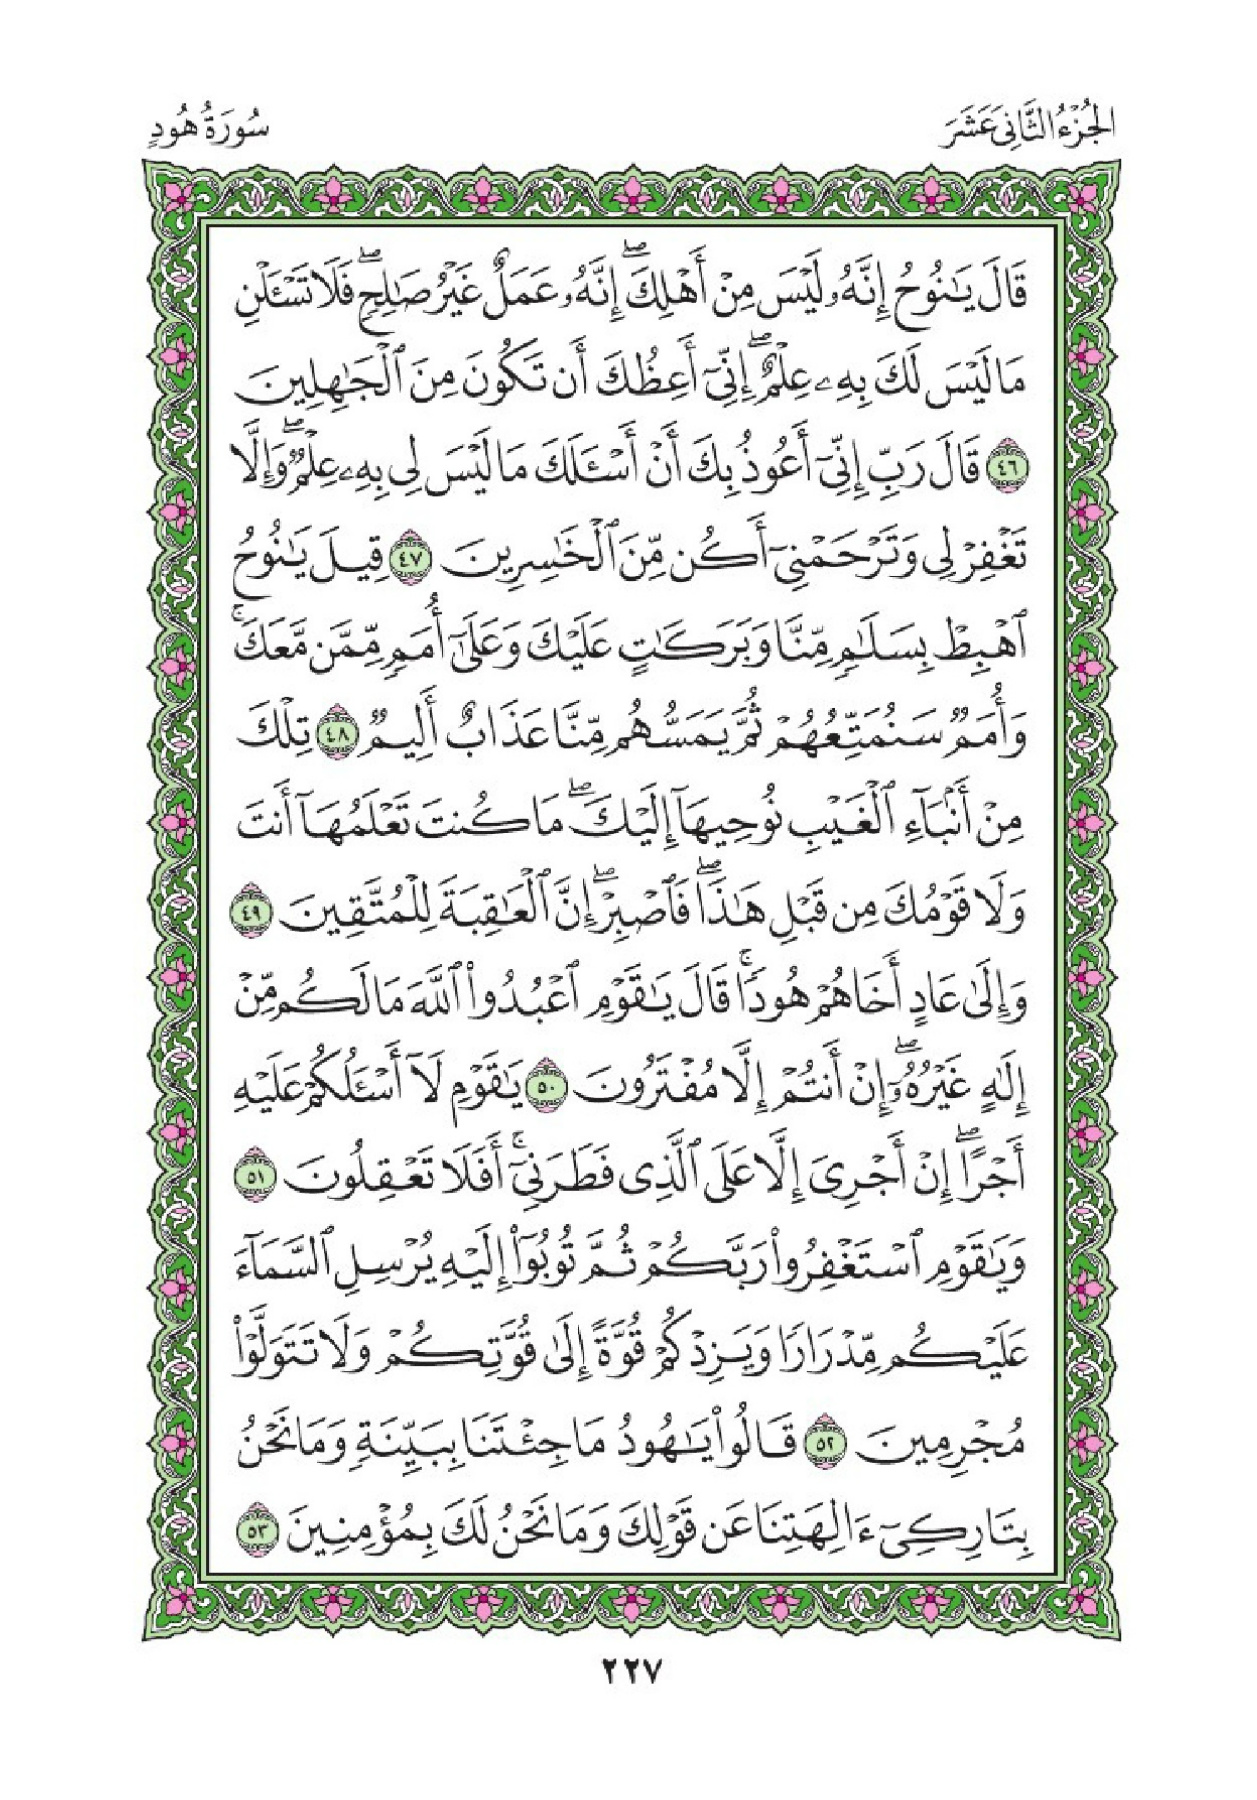 الجُزْءُ الثَّانِيَ عَشَرَ
سُورَةُ هُودٍ
قَالَ يَٰنُوحُ إِنَّهُۥ لَيْسَ مِنْ أَهْلِكَۖ إِنَّهُۥ عَمَلٌ غَيْرُ صَٰلِحٖۖ فَلَا تَسْـَٔلْنِ
مَا لَيْسَ لَكَ بِهِۦ عِلْمٌۖ إِنِّيٓ أَعِظُكَ أَن تَكُونَ مِنَ ٱلْجَٰهِلِينَ
٤٦ قَالَ رَبِّ إِنِّيٓ أَعُوذُ بِكَ أَنْ أَسْـَٔلَكَ مَا لَيْسَ لِي بِهِۦ عِلْمٞۖ وَإِلَّا
تَغْفِرْ لِي وَتَرْحَمْنِيٓ أَكُن مِّنَ ٱلْخَٰسِرِينَ ٤٧ قِيلَ يَٰنُوحُ
ٱهْبِطْ بِسَلَٰمٖ مِّنَّا وَبَرَكَٰتٍ عَلَيْكَ وَعَلَىٰٓ أُمَمٖ مِّمَّن مَّعَكَۚ
وَأُمَمٞ سَنُمَتِّعُهُمْ ثُمَّ يَمَسُّهُم مِّنَّا عَذَابٌ أَلِيمٞ ٤٨ تِلْكَ
مِنْ أَنۢبَآءِ ٱلْغَيْبِ نُوحِيهَآ إِلَيْكَۖ مَا كُنتَ تَعْلَمُهَآ أَنتَ
وَلَا قَوْمُكَ مِن قَبْلِ هَٰذَاۖ فَٱصْبِرْۖ إِنَّ ٱلْعَٰقِبَةَ لِلْمُتَّقِينَ ٤٩
وَإِلَىٰ عَادٍ أَخَاهُمْ هُودٗاۚ قَالَ يَٰقَوْمِ ٱعْبُدُوا۟ ٱللَّهَ مَا لَكُم مِّنْ
إِلَٰهٍ غَيْرُهُۥٓۖ إِنْ أَنتُمْ إِلَّا مُفْتَرُونَ ٥٠ يَٰقَوْمِ لَآ أَسْـَٔلُكُمْ عَلَيْهِ
أَجْرًاۖ إِنْ أَجْرِيَ إِلَّا عَلَى ٱلَّذِي فَطَرَنِيٓۚ أَفَلَا تَعْقِلُونَ ٥١
وَيَٰقَوْمِ ٱسْتَغْفِرُوا۟ رَبَّكُمْ ثُمَّ تُوبُوٓا۟ إِلَيْهِ يُرْسِلِ ٱلسَّمَآءَ
عَلَيْكُم مِّدْرَارٗا وَيَزِدْكُمْ قُوَّةً إِلَىٰ قُوَّتِكُمْ وَلَا تَتَوَلَّوْا۟
مُجْرِمِينَ ٥٢ قَالُوا۟ يَٰهُودُ مَا جِئْتَنَا بِبَيِّنَةٖ وَمَا نَحْنُ
بِتَارِكِيٓ ءَالِهَتِنَا عَن قَوْلِكَ وَمَا نَحْنُ لَكَ بِمُؤْمِنِينَ ٥٣
٢٢٧